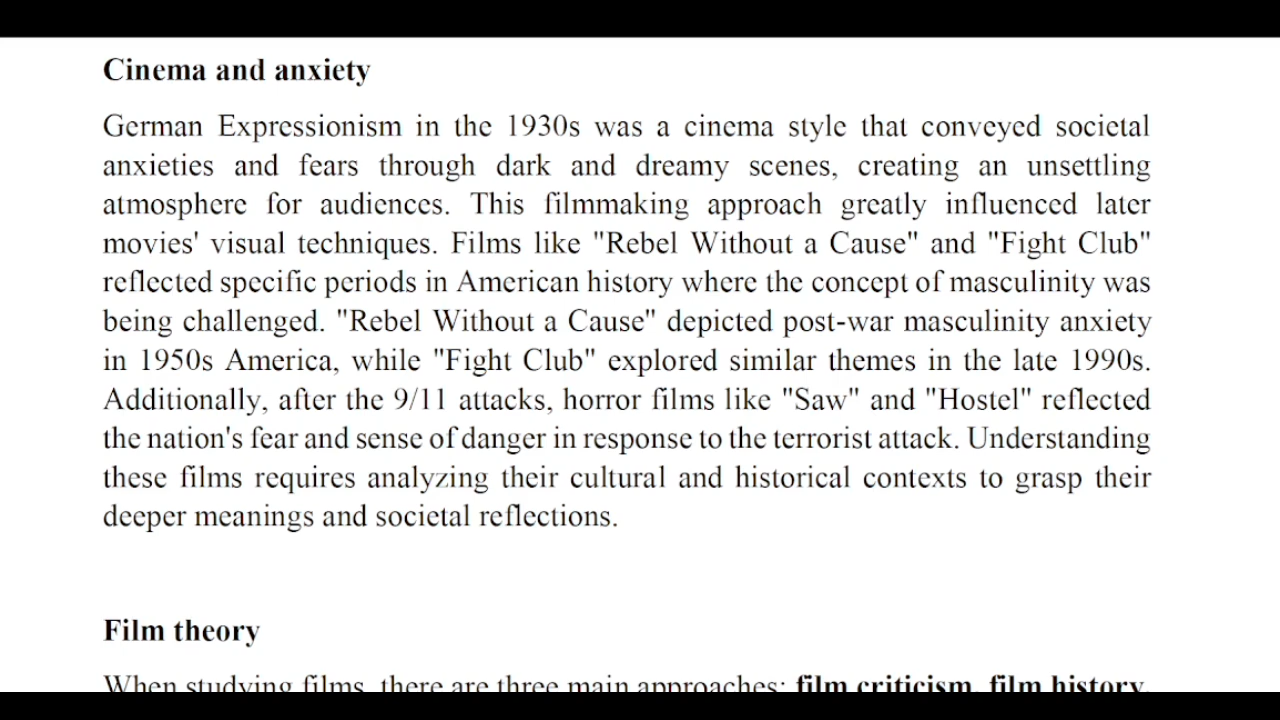 Cinema and anxiety
German Expressionism in the 1930s was a cinema style that conveyed societal
anxieties and fears through dark and dreamy scenes, creating an unsettling
atmosphere for audiences. This filmmaking approach greatly influenced later
movies' visual techniques. Films like "Rebel Without a Cause" and "Fight Club"
reflected specific periods in American history where the concept of masculinity was
being challenged. "Rebel Without a Cause" depicted post-war masculinity anxiety
in 1950s America, while "Fight Club" explored similar themes in the late 1990s.
Additionally, after the 9/11 attacks, horror films like "Saw" and "Hostel" reflected
the nation's fear and sense of danger in response to the terrorist attack. Understanding
these films requires analyzing their cultural and historical contexts to grasp their
deeper meanings and societal reflections.
Film theory
When studying films, there are three main approaches: film criticism, film history,